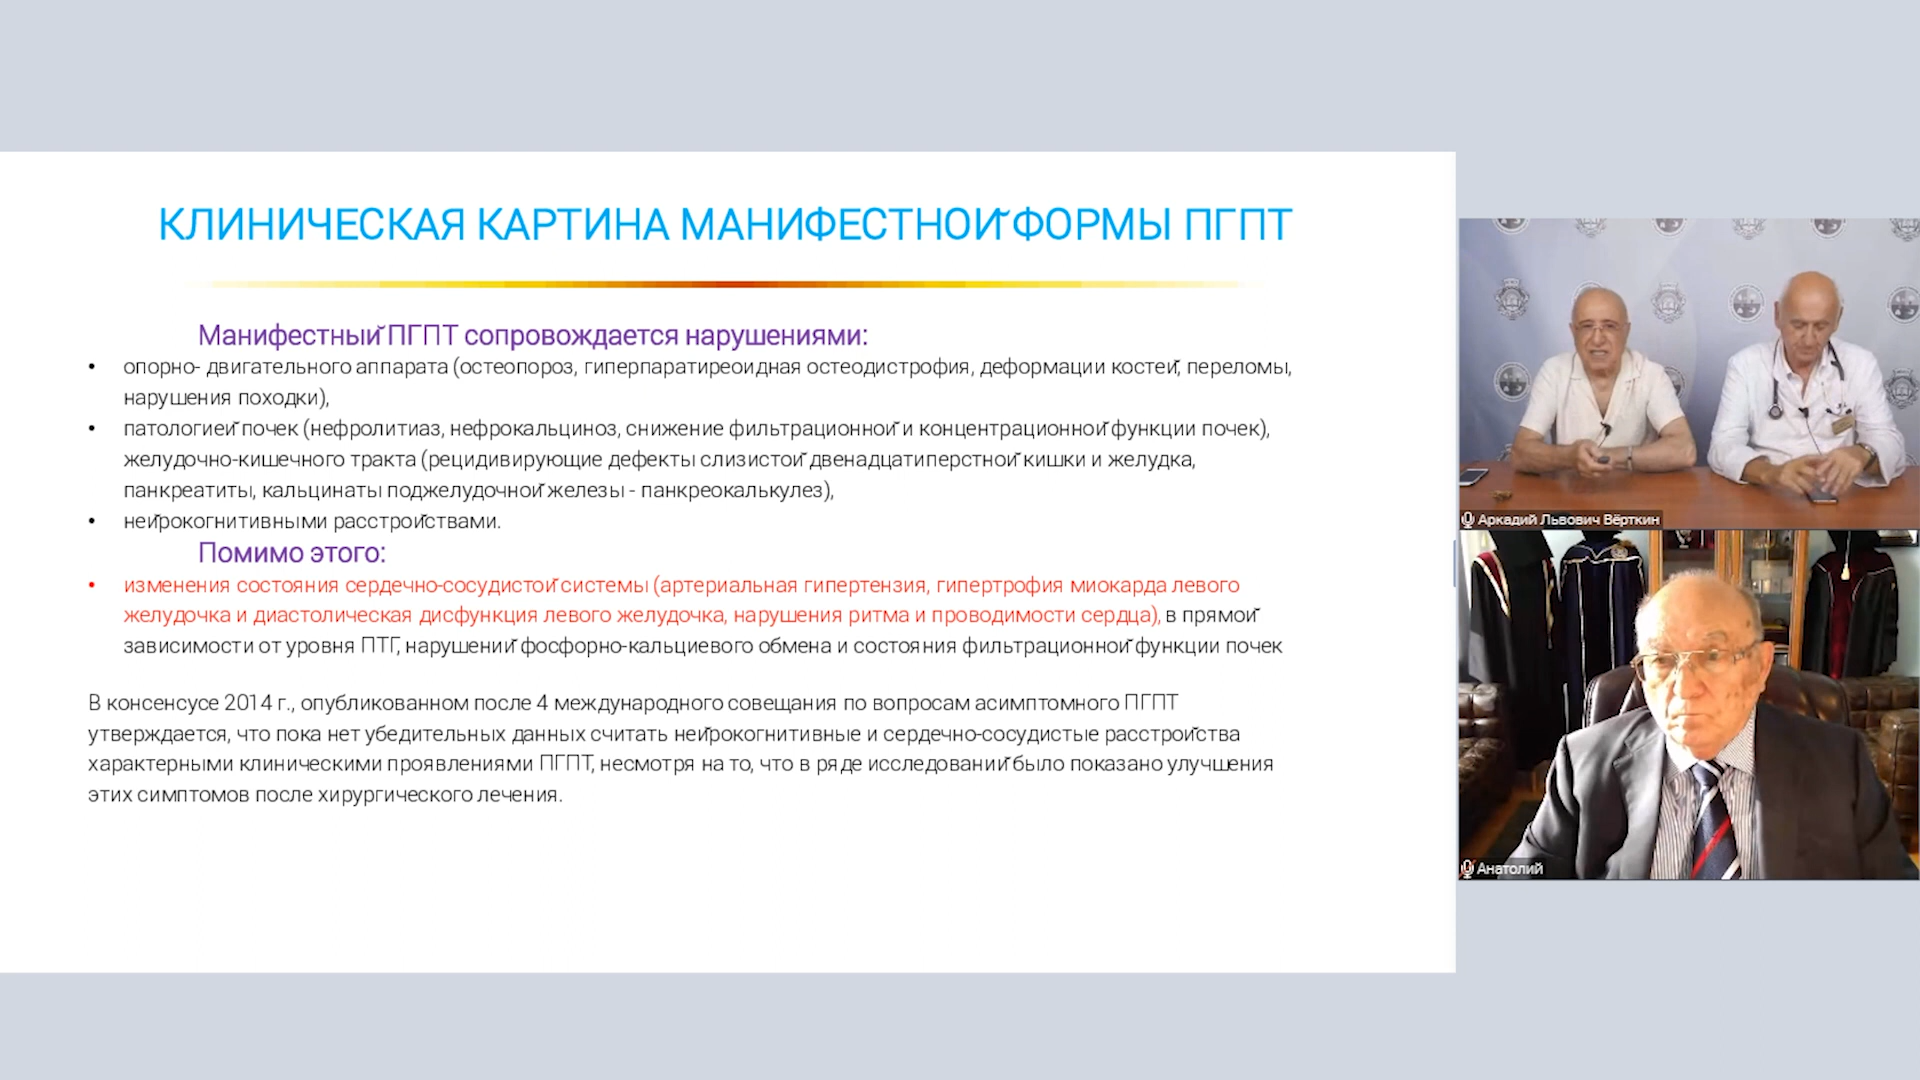 КЛИНИЧЕСКАЯ КАРТИНА МАНИФЕСТНОЙ ФОРМЫ ПГПТ
Манифестный ПГПТ сопровождается нарушениями:
• опорно- двигательного аппарата (остеопороз, гиперпаратиреоидная остеодистрофия, деформации костей, переломы,
нарушения походки),
• патологией почек (нефролитиаз, нефрокальциноз, снижение фильтрационной и концентрационной функции почек),
желудочно-кишечного тракта (рецидивирующие дефекты слизистой двенадцатиперстной кишки и желудка,
панкреатиты, кальцинаты поджелудочной железы - панкреокалькулез),
• нейрокогнитивными расстройствами.
Помимо этого:
• изменения состояния сердечно-сосудистой системы (артериальная гипертензия, гипертрофия миокарда левого
желудочка и диастолическая дисфункция левого желудочка, нарушения ритма и проводимости сердца), в прямой
зависимости от уровня ПТГ, нарушений фосфорно-кальциевого обмена и состояния фильтрационной функции почек
В консенсусе 2014 г., опубликованном после 4 международного совещания по вопросам асимптомного ПГПТ
утверждается, что пока нет убедительных данных считать нейрокогнитивные и сердечно-сосудистые расстройства
характерными клиническими проявлениями ПГПТ, несмотря на то, что в ряде исследований было показано улучшения
этих симптомов после хирургического лечения.
Аркадий Львович Вёрткин
Анатолий